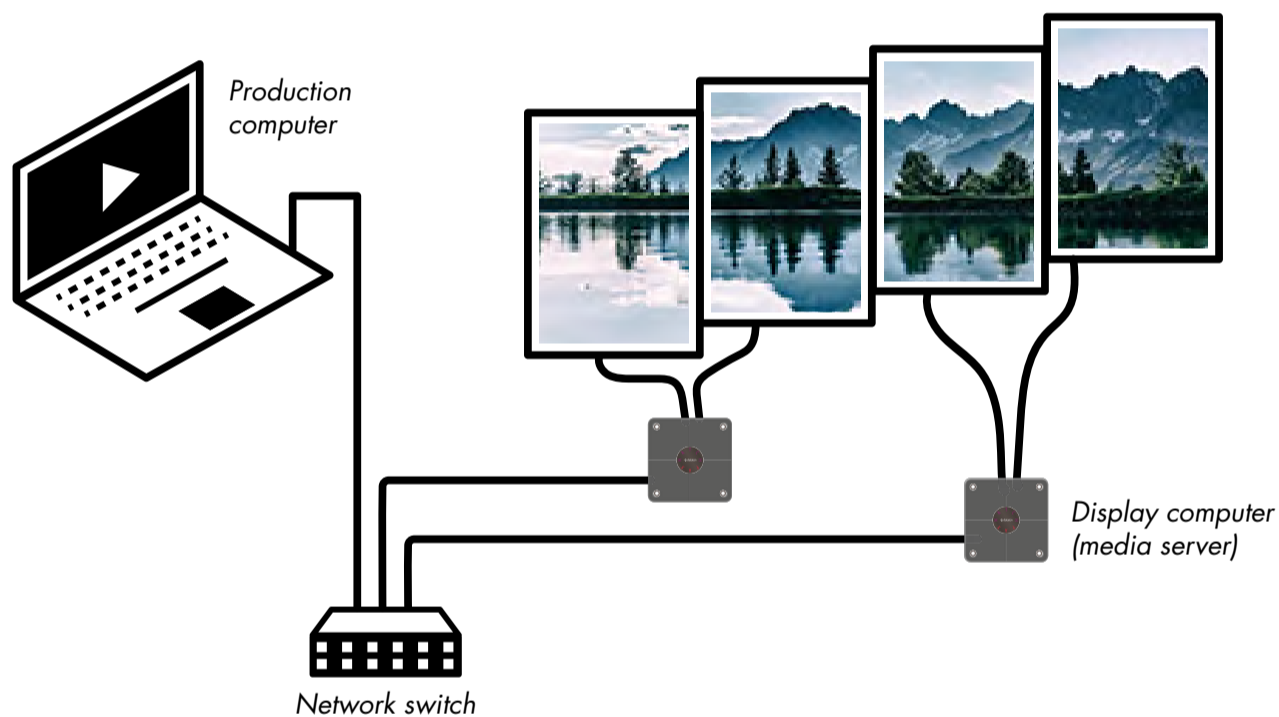 Production
computer
Display computer
(media server)
Network switch